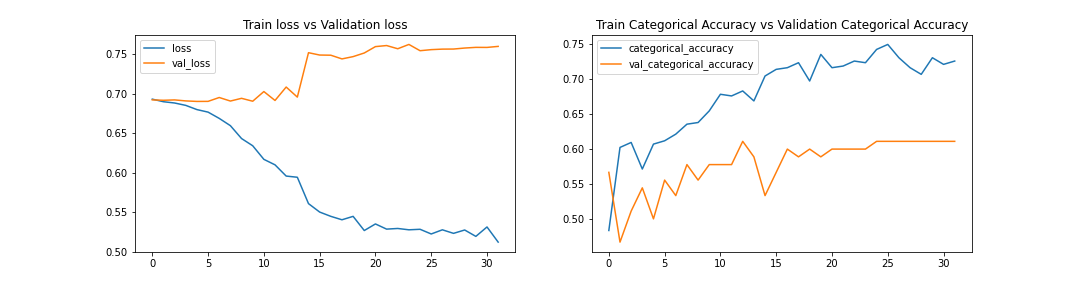 Train loss vs Validation loss
loss
val_loss
0.75
0.70
0.65
0.60
0.55
0.50
0 5 10 15 20 25 30
Train Categorical Accuracy vs Validation Categorical Accuracy
categorical_accuracy
val_categorical_accuracy
0.75
0.70
0.65
0.60
0.55
0.50
0 5 10 15 20 25 30